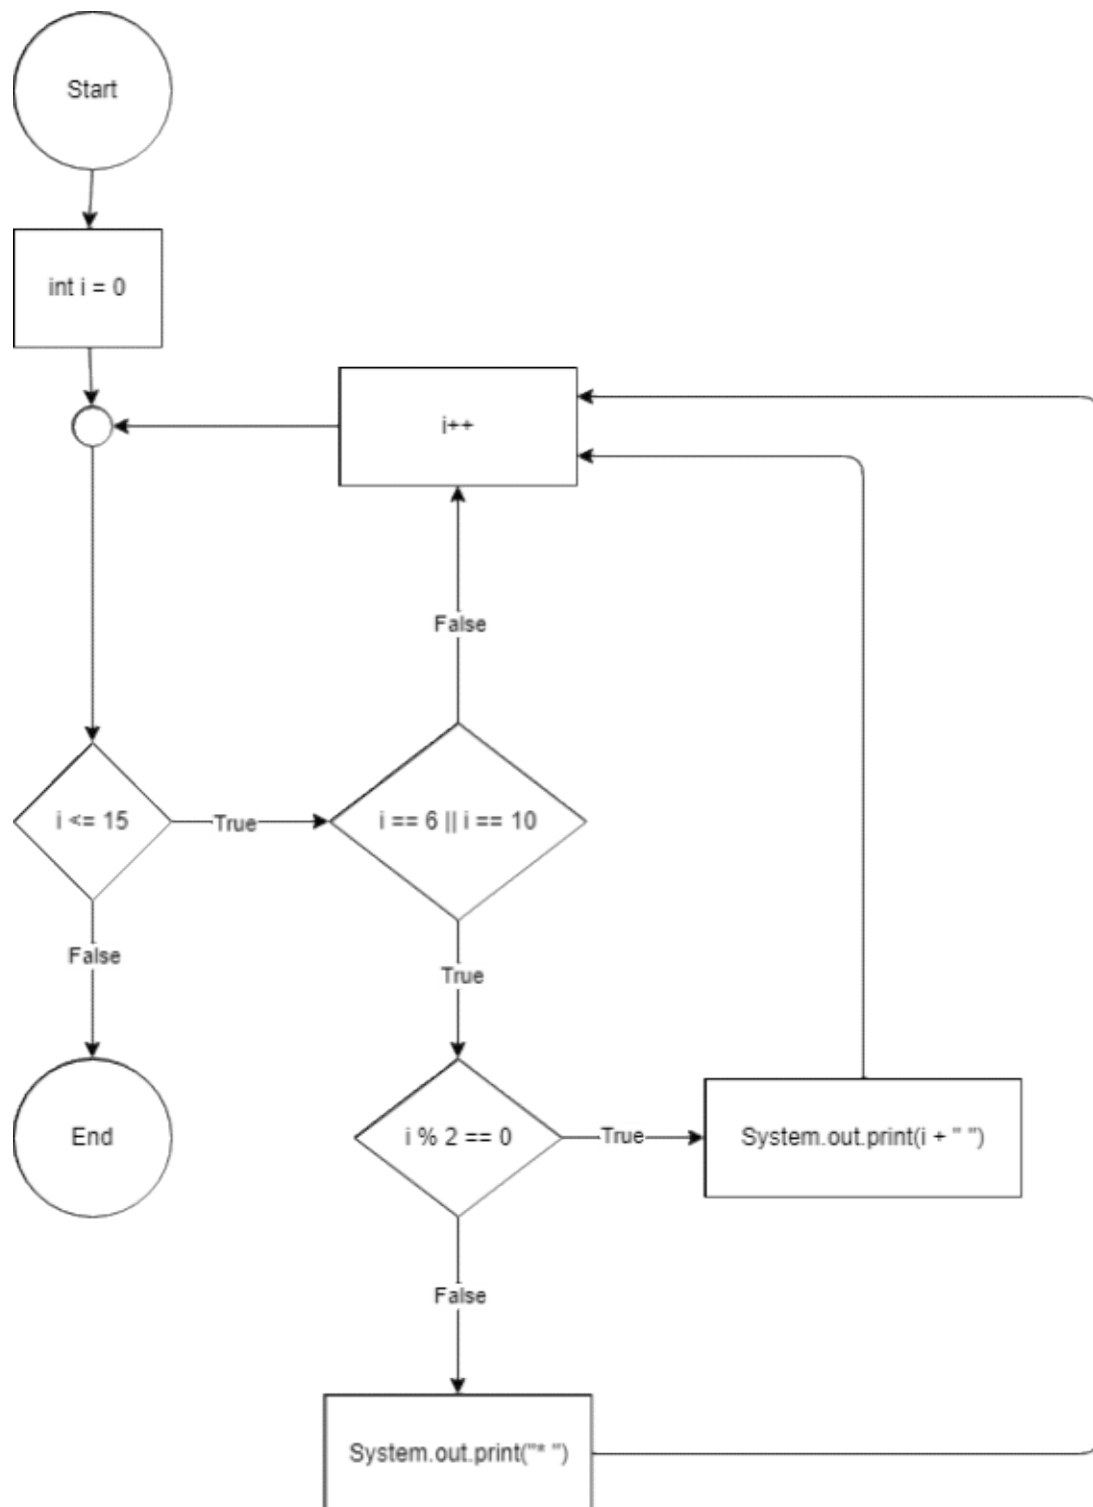 Start
int i = 0
i++
False
i <= 15
True
i == 6 || i == 10
False
True
End
i % 2 == 0
True
System.out.print(i + " ")
False
System.out.print("* ")